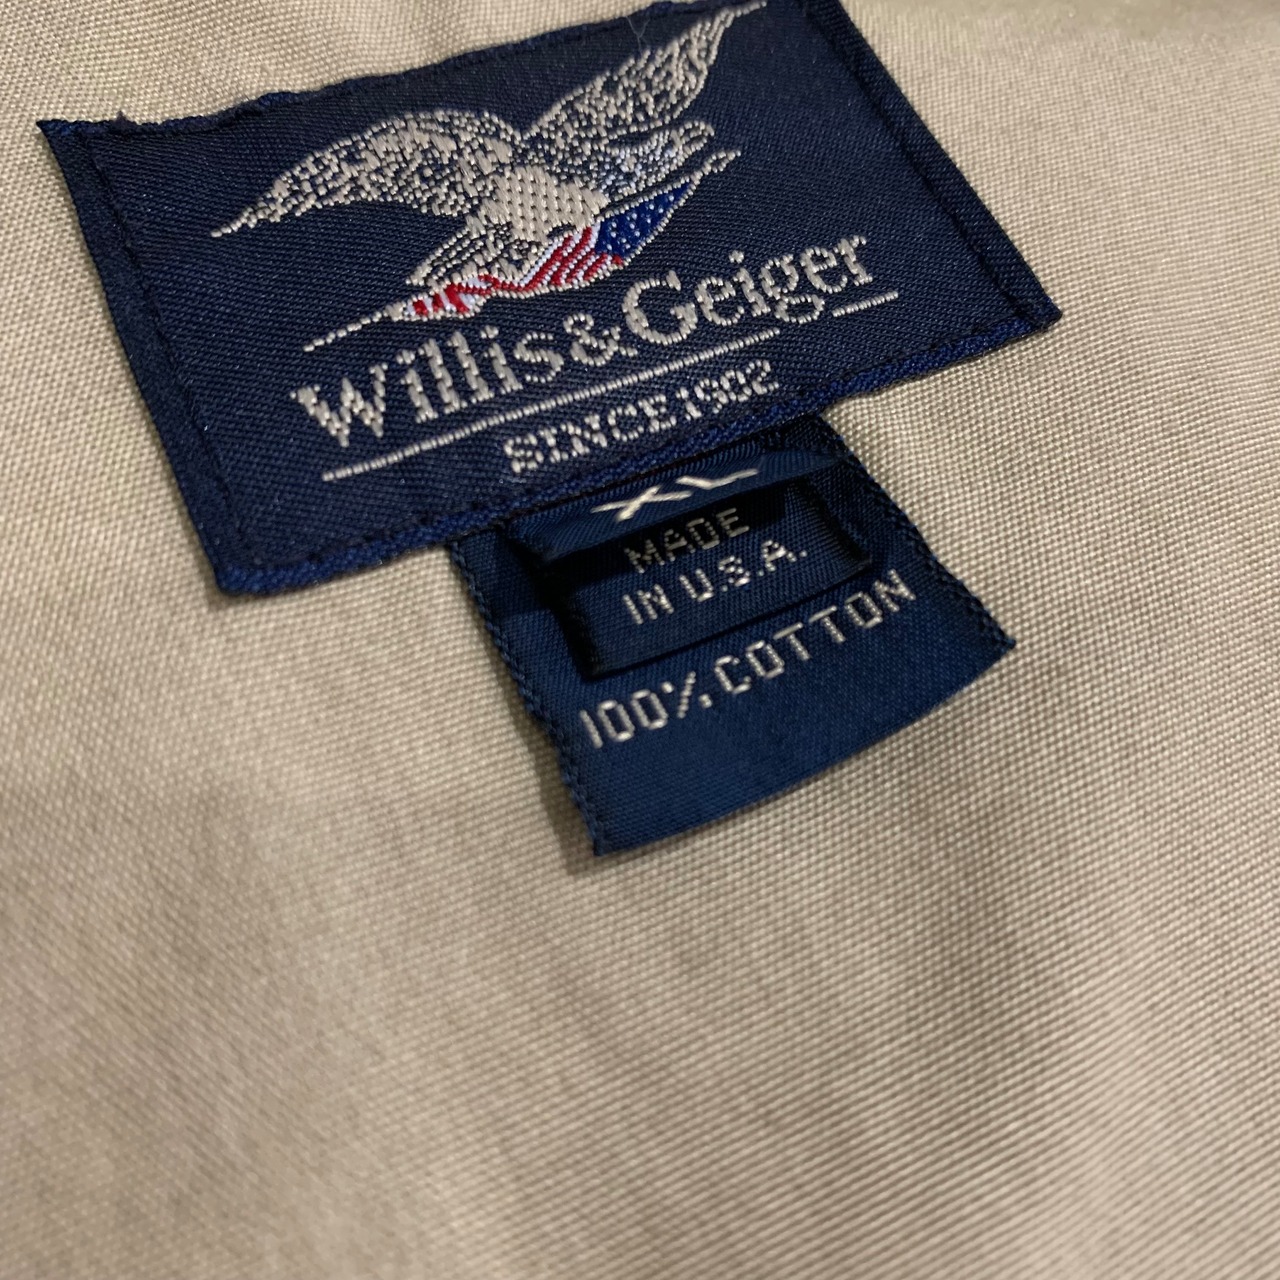 Willis & Geiger
SINCE 1902
XL
MADE
IN U.S.A.
100% COTTON